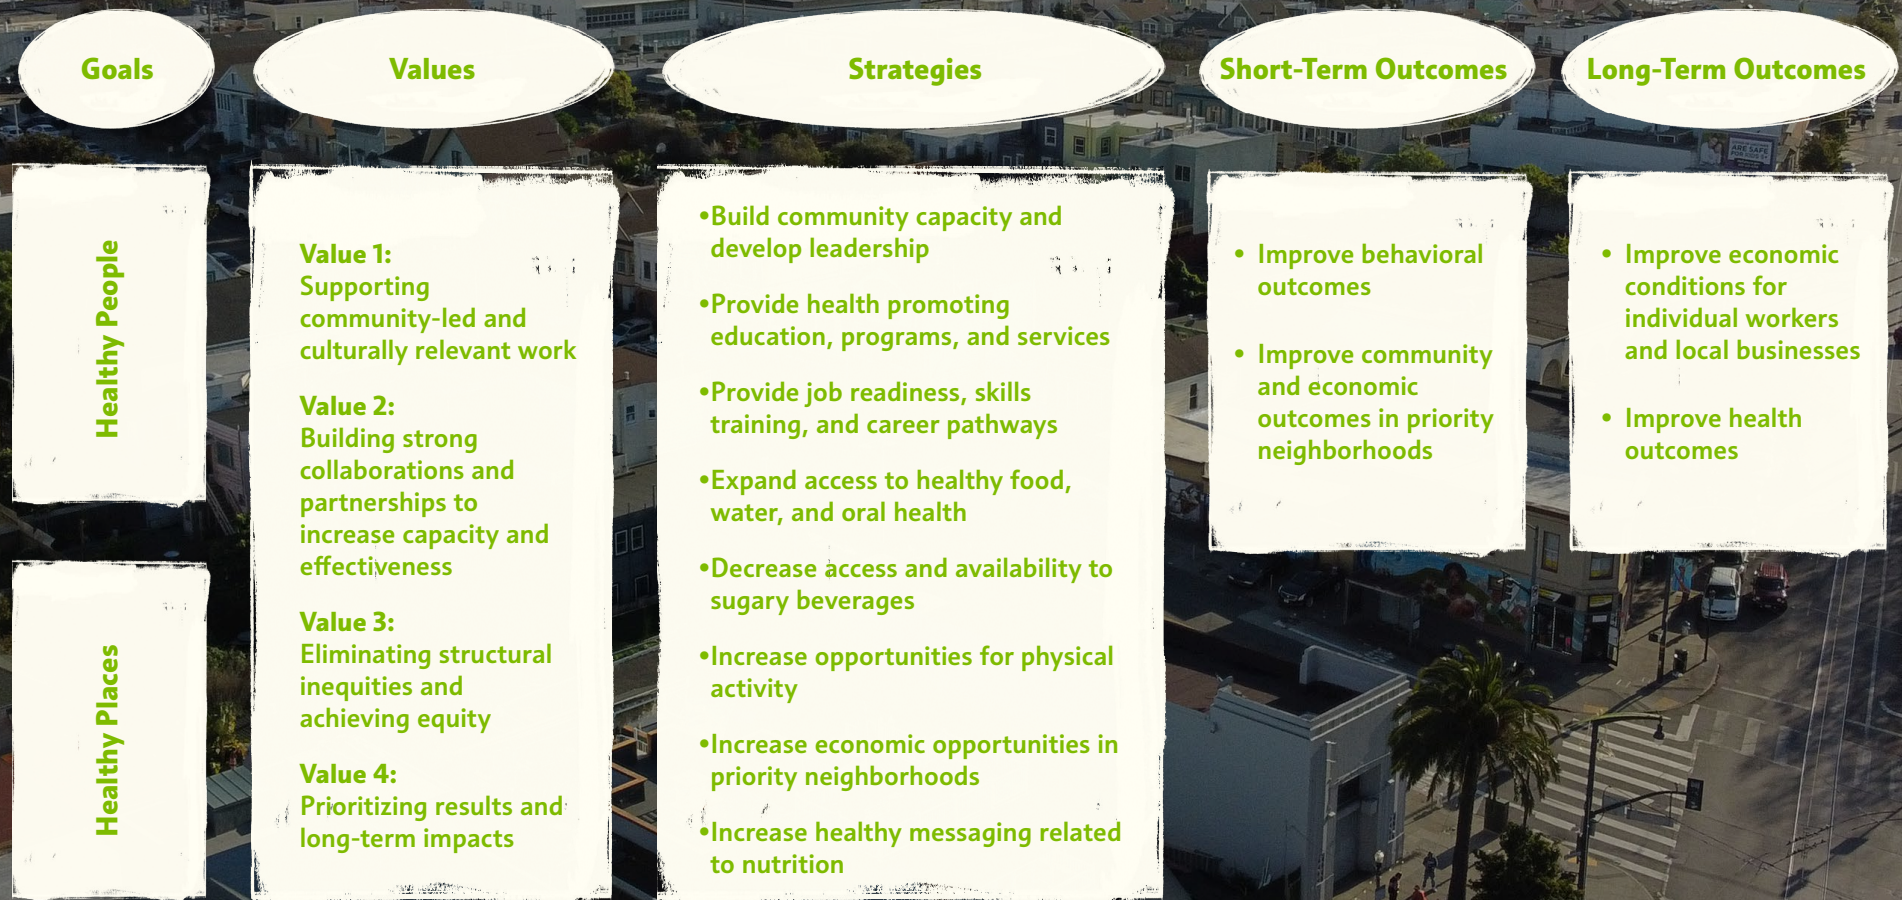 Goals
Values
Strategies
Short-Term Outcomes
Long-Term Outcomes
Healthy People
Healthy Places
Value 1:
Supporting
community-led and
culturally relevant work
Value 2:
Building strong
collaborations and
partnerships to
increase capacity and
effectiveness
Value 3:
Eliminating structural
inequities and
achieving equity
Value 4:
Prioritizing results and
long-term impacts
•Build community capacity and
develop leadership
•Provide health promoting
education, programs, and services
•Provide job readiness, skills
training, and career pathways
•Expand access to healthy food,
water, and oral health
•Decrease access and availability to
sugary beverages
•Increase opportunities for physical
activity
•Increase economic opportunities in
priority neighborhoods
•Increase healthy messaging related
to nutrition
• Improve behavioral
outcomes
• Improve community
and economic
outcomes in priority
neighborhoods
• Improve economic
conditions for
individual workers
and local businesses
• Improve health
outcomes
ARE SAFE